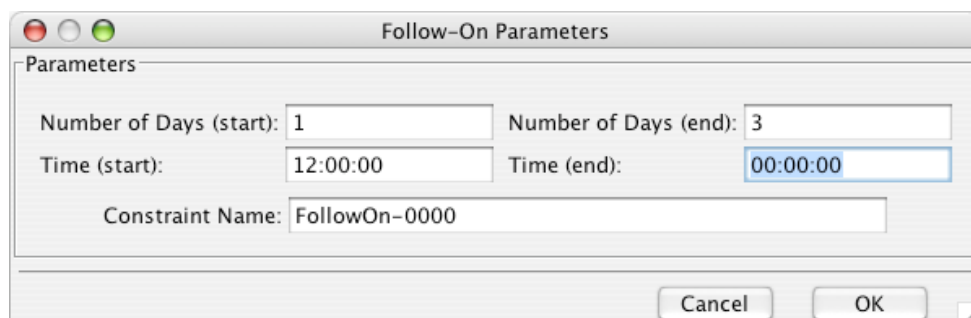 Follow-On Parameters
Parameters
Number of Days (start): 1 Number of Days (end): 3
Time (start): 12:00:00 Time (end): 00:00:00
Constraint Name: FollowOn-0000
Cancel OK